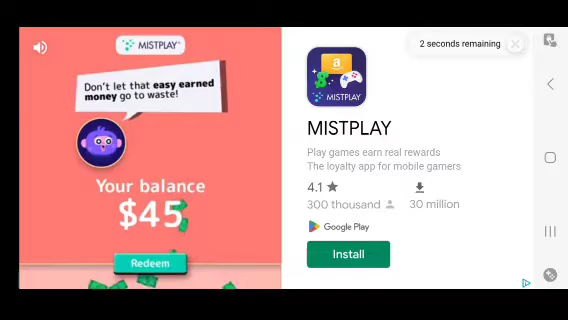 MISTPLAY
Don't let that easy earned
money go to waste!
Your balance
$45
Redeem
2 seconds remaining
a
MISTPLAY
MISTPLAY
Play games earn real rewards
The loyalty app for mobile gamers
4.1
300 thousand
30 million
Google Play
Install